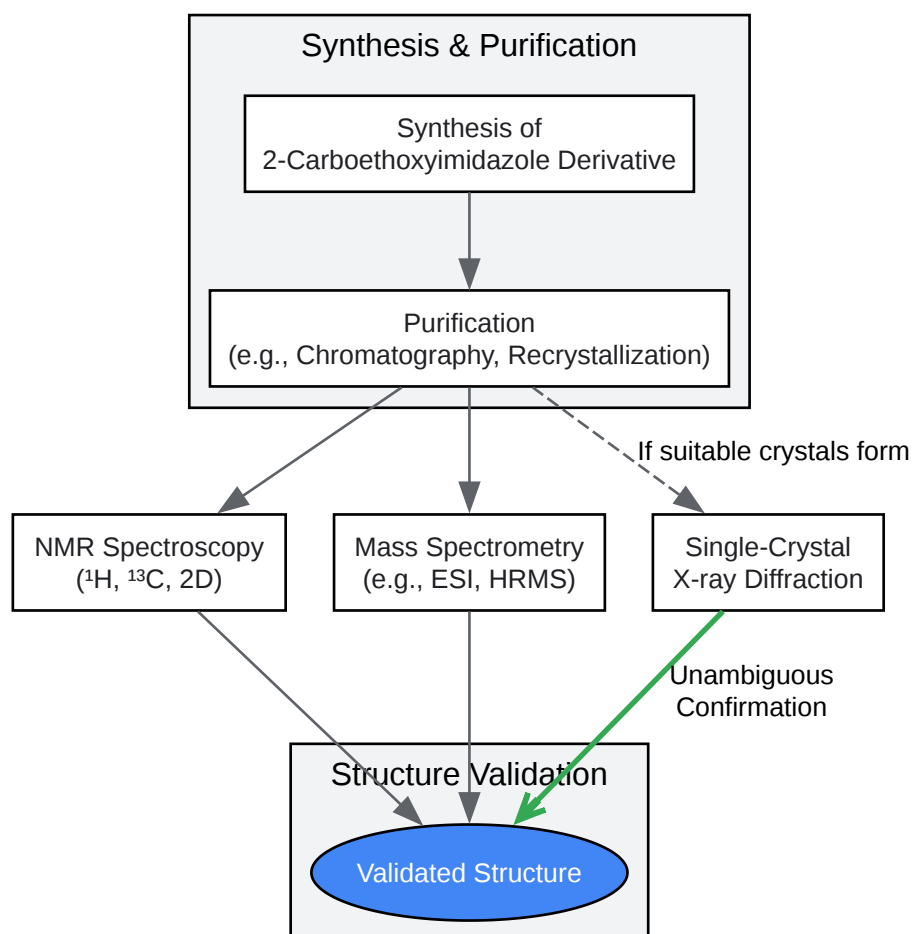 Synthesis & Purification
Synthesis of
2-Carboethoxyimidazole Derivative
Purification
(e.g., Chromatography, Recrystallization)
If suitable crystals form
NMR Spectroscopy
(¹H, ¹³C, 2D)
Mass Spectrometry
(e.g., ESI, HRMS)
Single-Crystal
X-ray Diffraction
Unambiguous
Confirmation
Structure Validation
Validated Structure